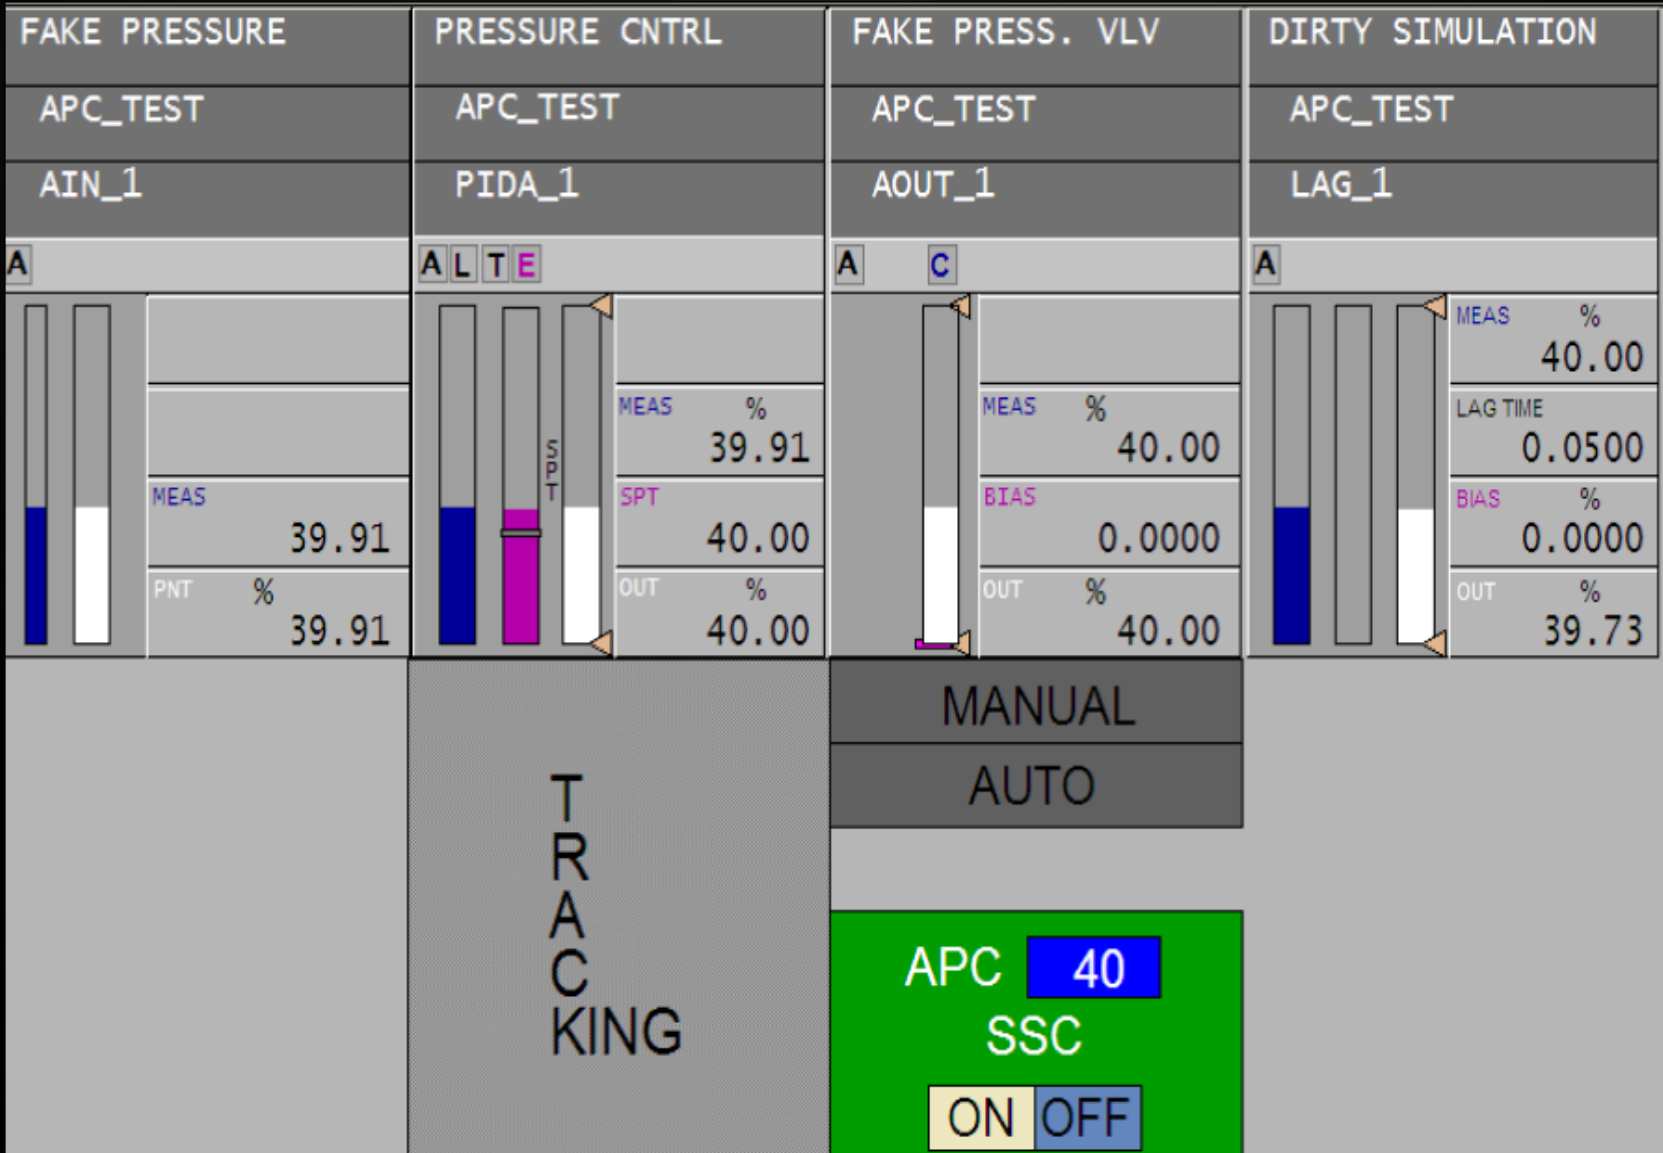 FAKE PRESSURE
APC_TEST
AIN_1
A
MEAS
39.91
PNT %
39.91
PRESSURE CNTRL
APC_TEST
PIDA_1
A L T E
SPT
MEAS %
39.91
SPT
40.00
OUT %
40.00
TRACKING
FAKE PRESS. VLV
APC_TEST
AOUT_1
A C
MEAS %
40.00
BIAS
0.0000
OUT %
40.00
MANUAL
AUTO
APC 40
SSC
ON OFF
DIRTY SIMULATION
APC_TEST
LAG_1
A
MEAS %
40.00
LAG TIME
0.0500
BIAS %
0.0000
OUT %
39.73